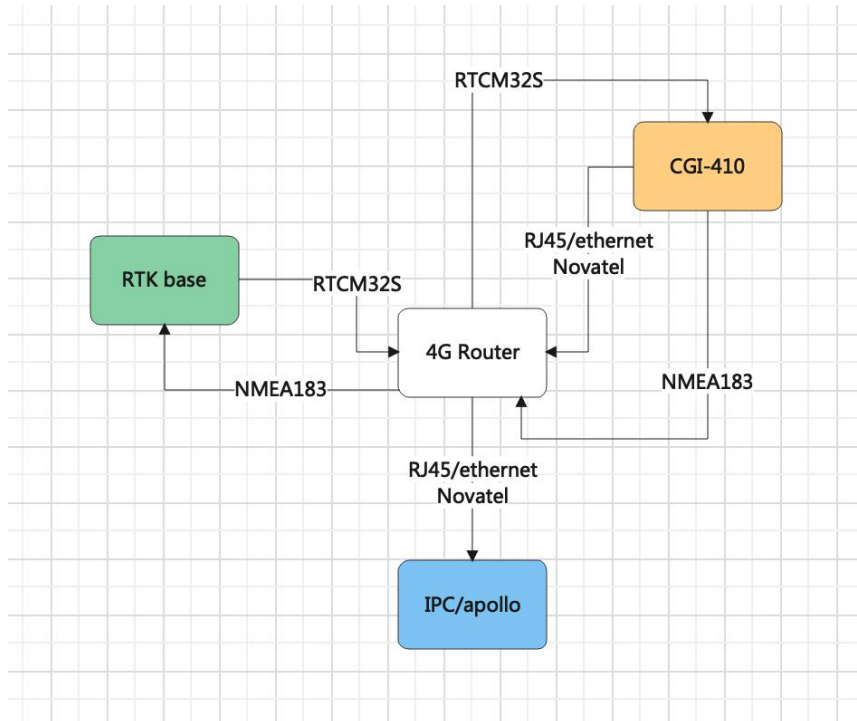 RTCM32S
CGI-410
RJ45/ethernet
Novatel
RTK base
RTCM32S
4G Router
NMEA183
NMEA183
RJ45/ethernet
Novatel
IPC/apollo